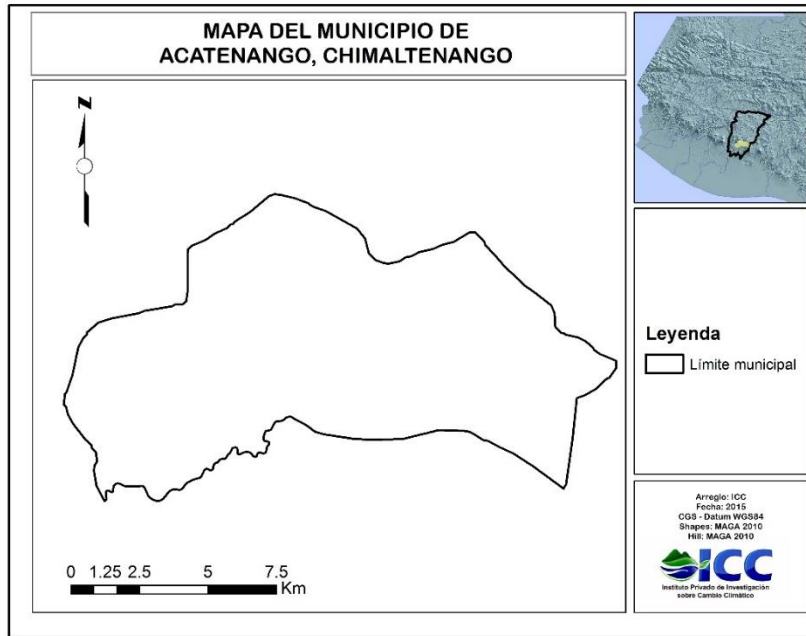 MAPA DEL MUNICIPIO DE
ACATENANGO, CHIMALTENANGO
N
Leyenda
Límite municipal
0 1.25 2.5 5 7.5
Km
Arreglo: ICC
Fecha: 2015
CGS - Datum WGS84
Shapes: MAGA 2010
Hill: MAGA 2010
ICC
Instituto Privado de Investigación
sobre Cambio Climático